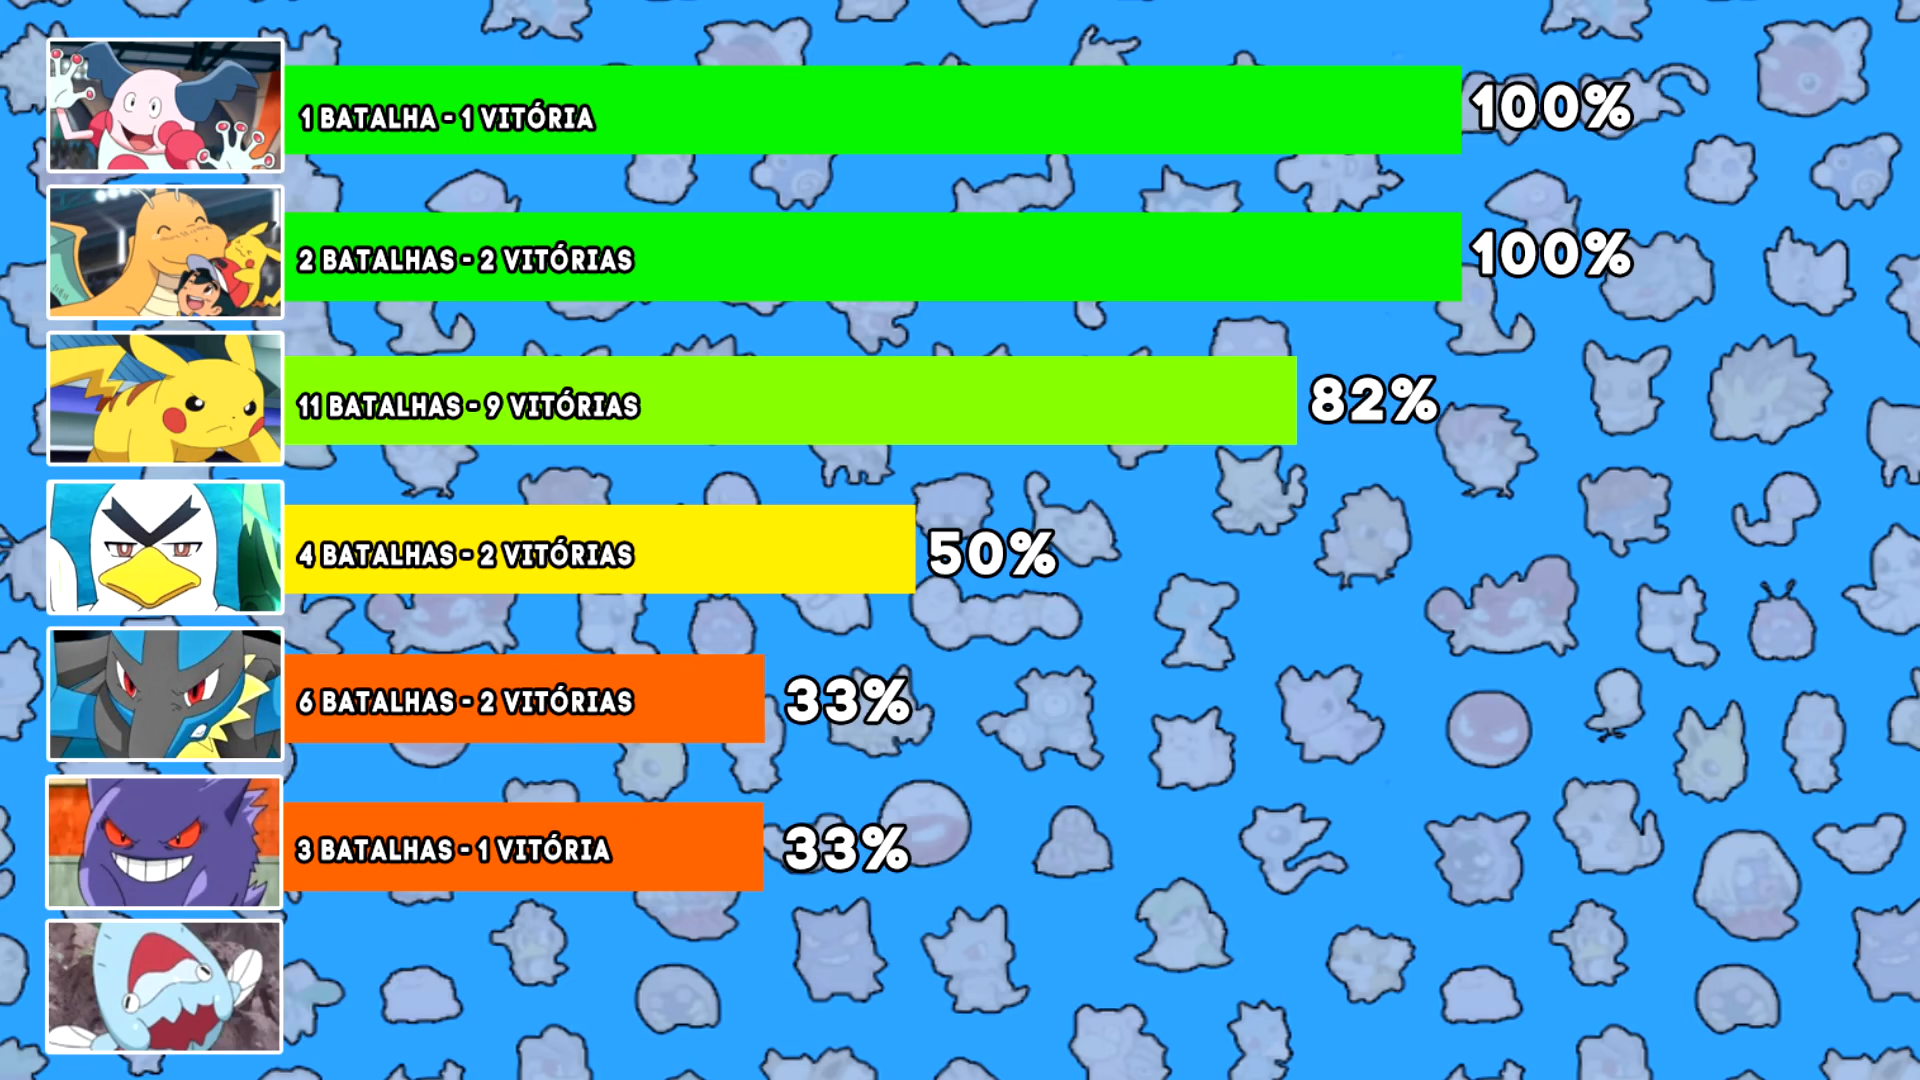 1 BATALHA - 1 VITÓRIA
100%
2 BATALHAS - 2 VITÓRIAS
100%
11 BATALHAS - 9 VITÓRIAS
82%
4 BATALHAS - 2 VITÓRIAS
50%
6 BATALHAS - 2 VITÓRIAS
33%
3 BATALHAS - 1 VITÓRIA
33%